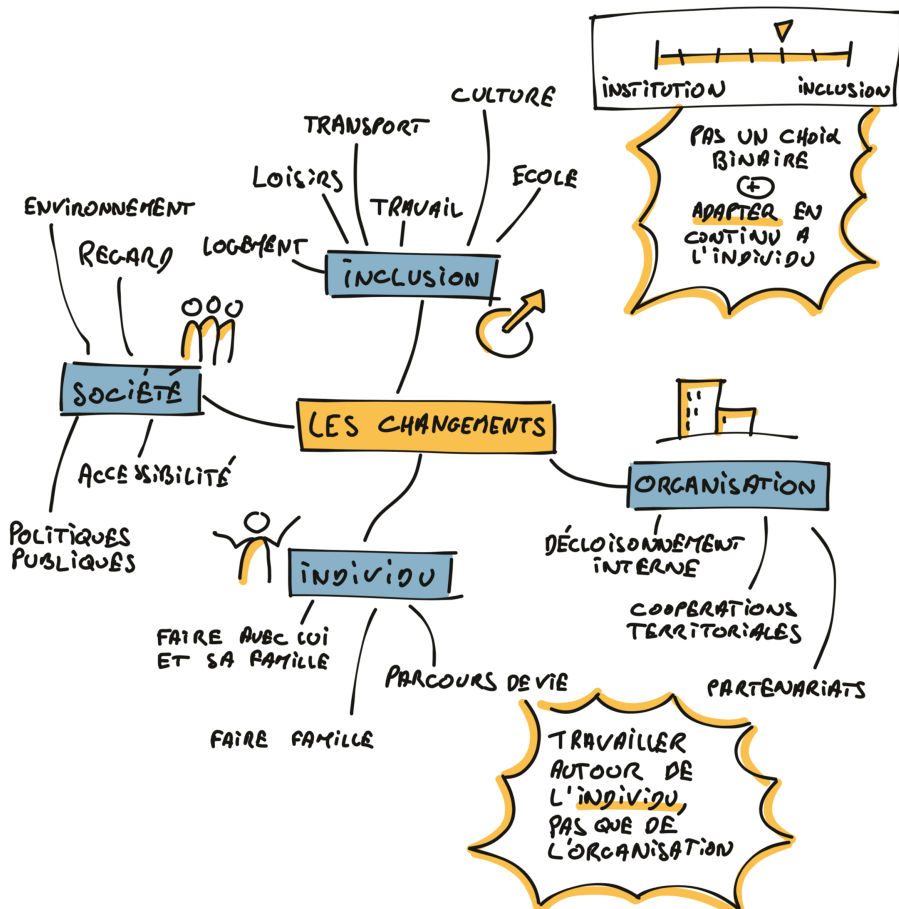 INSTITUTION
INCLUSION
PAS UN CHOIX
BINAIRE
+
ADAPTER EN
CONTINU A
L'INDIVIDU
CULTURE
TRANSPORT
LOISIRS
ECOLE
TRAVAIL
LOGEMENT
INCLUSION
ENVIRONNEMENT
REGARD
SOCIÉTÉ
ACCESSIBILITÉ
POLITIQUES
PUBLIQUES
LES CHANGEMENTS
ORGANISATION
DÉCLOISONNEMENT
INTERNE
COOPERATIONS
TERRITORIALES
PARTENARIATS
INDIVIDU
FAIRE AVEC LUI
ET SA FAMILLE
PARCOURS DE VIE
FAIRE FAMILLE
TRAVAILLER
AUTOUR DE
L'INDIVIDU,
PAS QUE DE
L'ORGANISATION